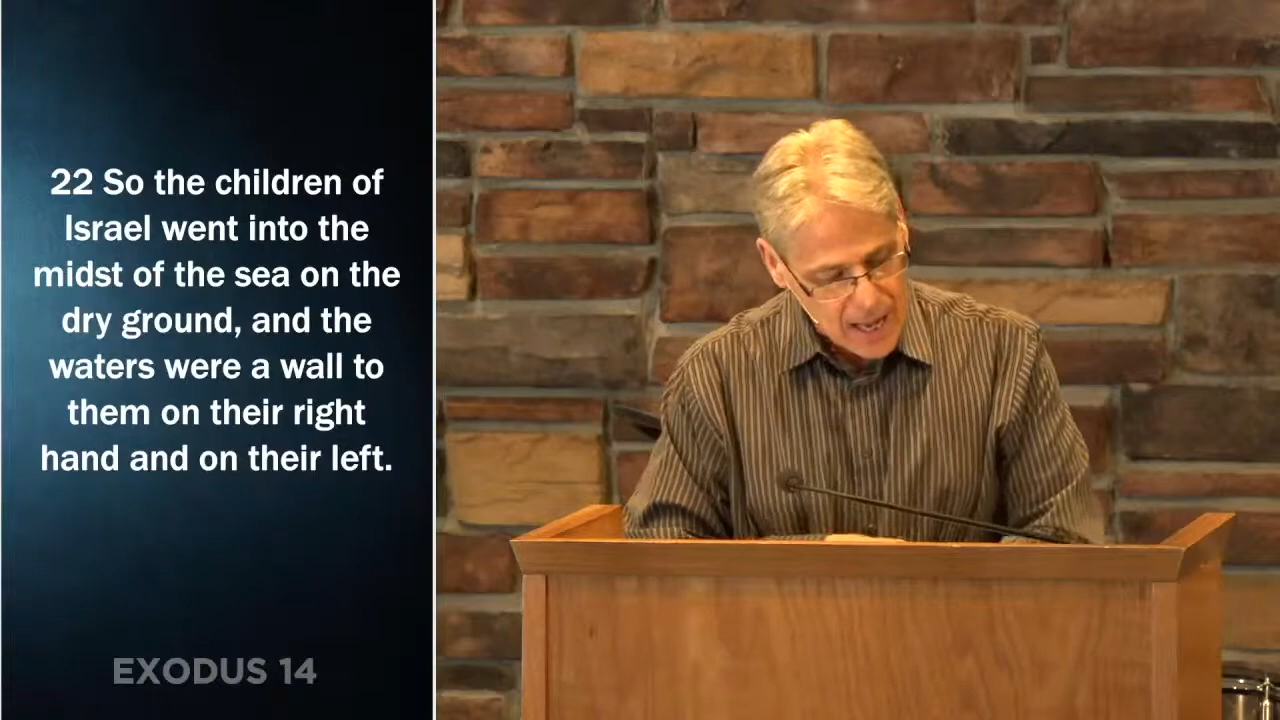 22 So the children of
Israel went into the
midst of the sea on the
dry ground, and the
waters were a wall to
them on their right
hand and on their left.
EXODUS 14